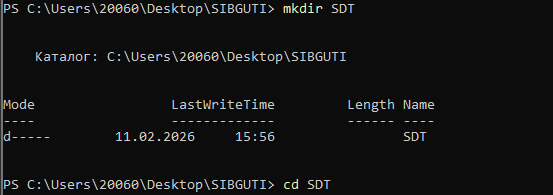 PS C:\Users\20060\Desktop\SIBGUTI> mkdir SDT
Каталог: C:\Users\20060\Desktop\SIBGUTI
Mode LastWriteTime Length Name
---- ------------- ------ ----
d----- 11.02.2026 15:56 SDT
PS C:\Users\20060\Desktop\SIBGUTI> cd SDT